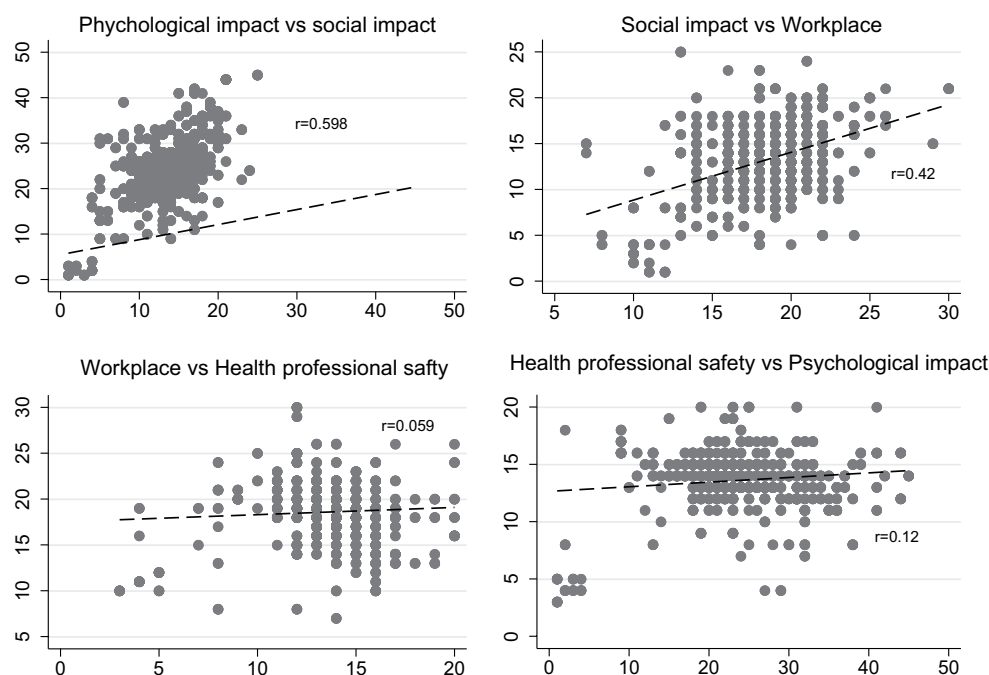 Phychological impact vs social impact
50
40
30
20
10
0
r=0.598
0 10 20 30 40 50
Social impact vs Workplace
25
20
15
10
5
0
r=0.42
5 10 15 20 25 30
Workplace vs Health professional safty
30
25
20
15
10
5
r=0.059
0 5 10 15 20
Health professional safety vs Psychological impact
20
15
10
5
0
r=0.12
0 10 20 30 40 50